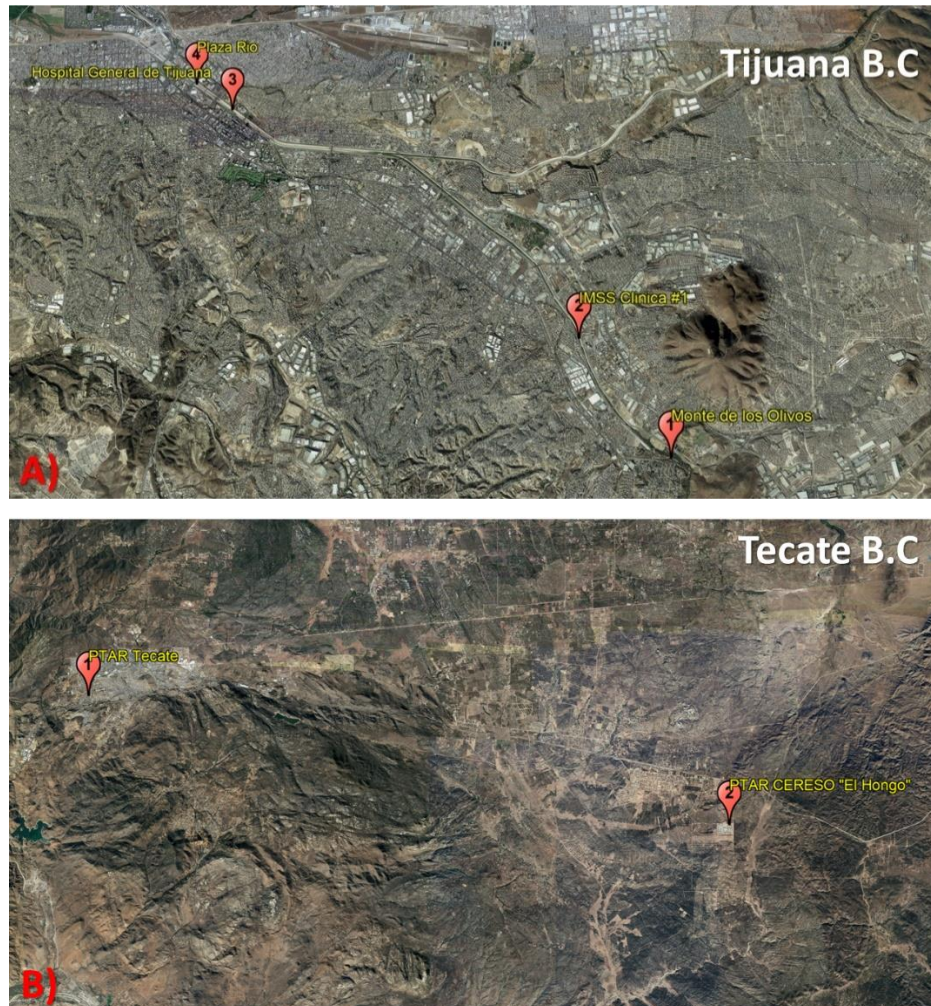 Tijuana B.C
4
Plaza Rio
Hospital General de Tijuana
3
2
IMSS Clinica #1
1
Monte de los Olivos
A)
Tecate B.C
1
PTAR Tecate
2
PTAR CERESO "El Hongo"
B)